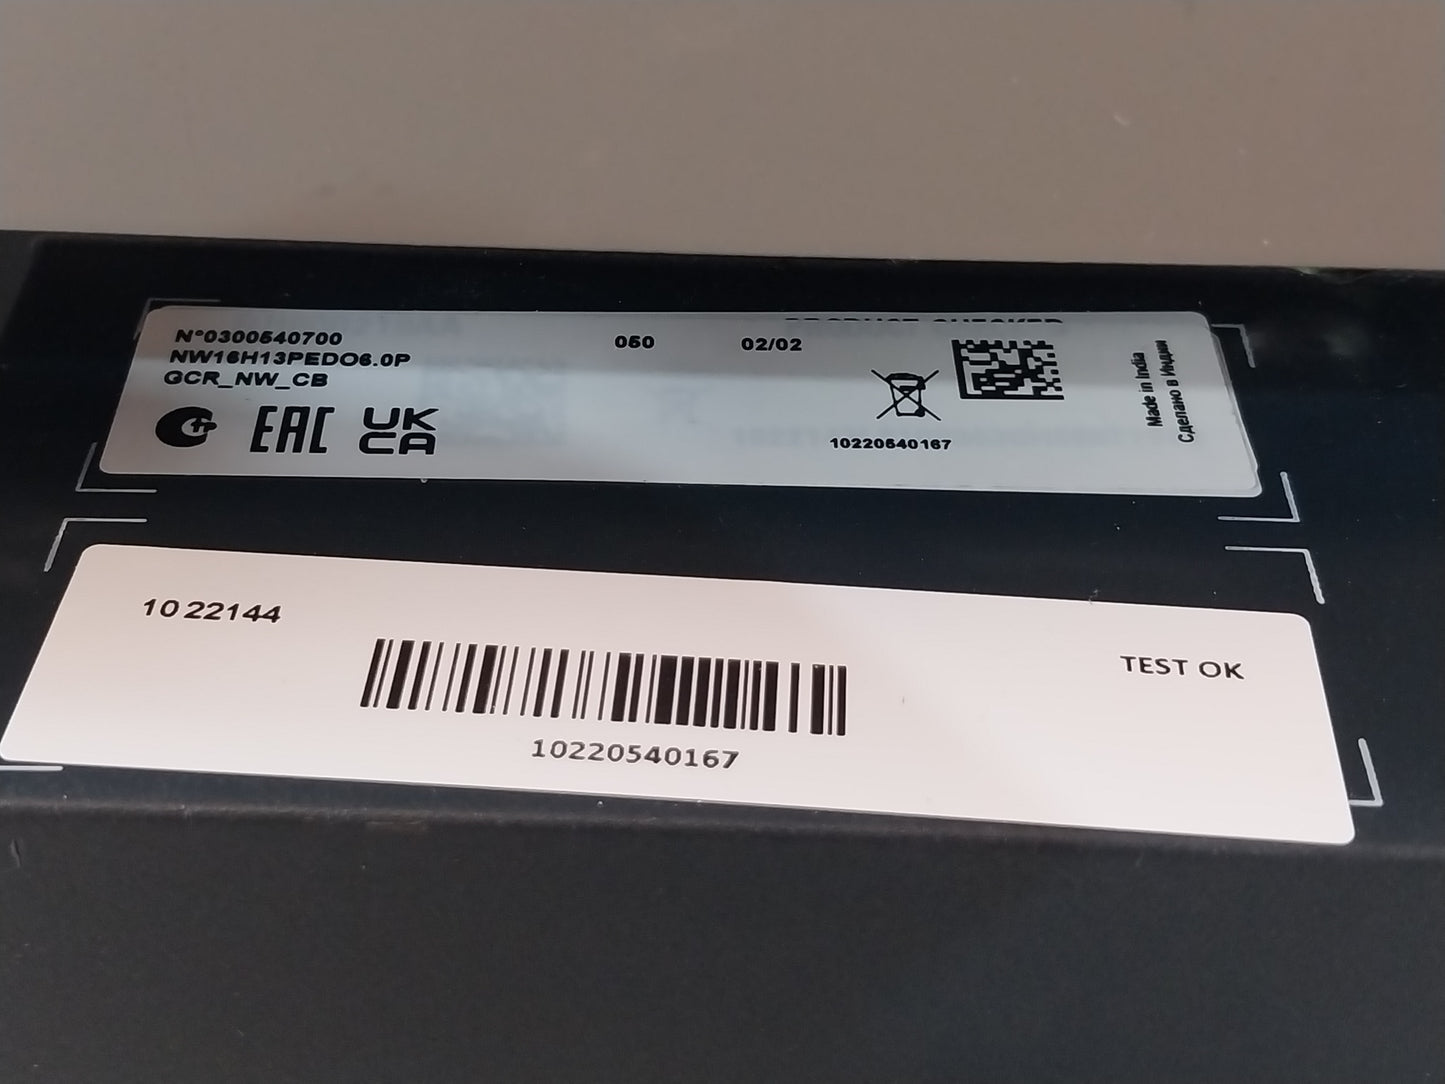 N°0300540700 050 02/02
NW16H13PEDO6.0P
GCR_NW_CB
EAC UK
CA
10220540167
Made in India
Сделано в Индии
10 22144
TEST OK
10220540167